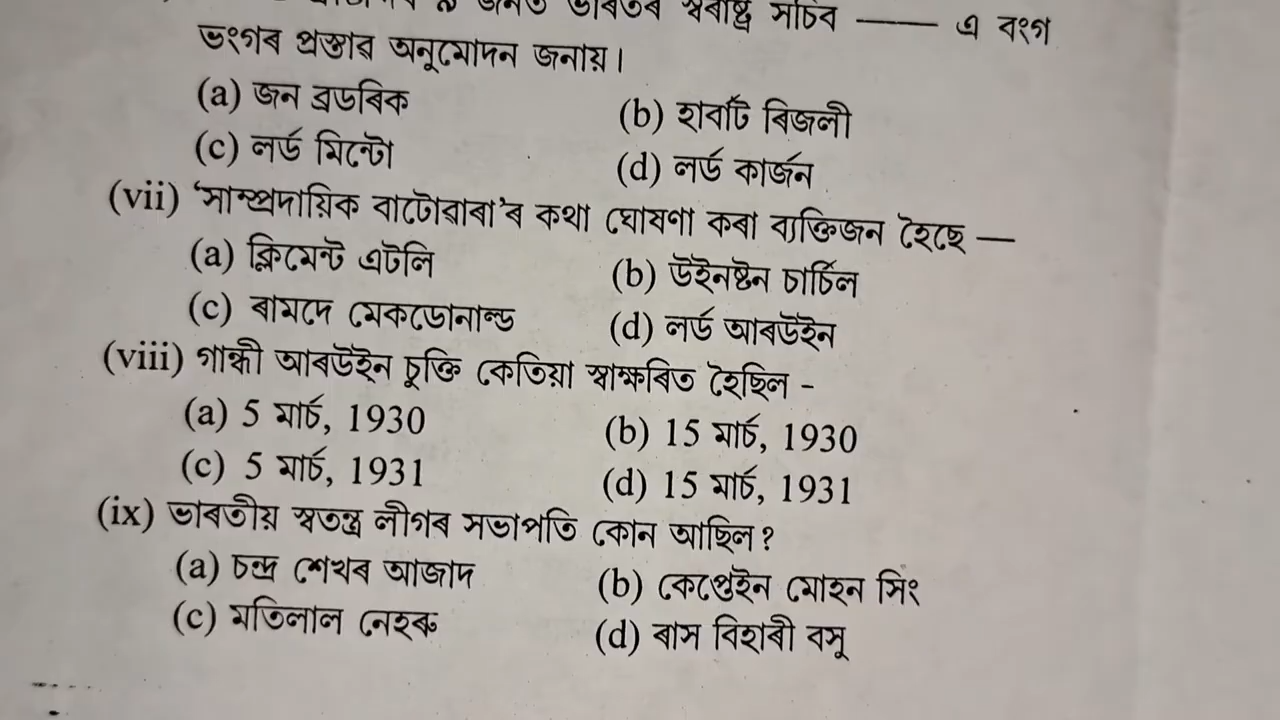 ৯ জনত ভাৰতৰ স্বৰাষ্ট্ৰ সচিব ——— এ বংগ
ভংগৰ প্ৰস্তাৱ অনুমোদন জনায়।
(a) জন ব্ৰডৰিক (b) হাৰ্বাট ৰিজলী
(c) লৰ্ড মিন্টো (d) লৰ্ড কাৰ্জন
(vii) ‘সাম্প্ৰদায়িক বাটোৱাৰা’ৰ কথা ঘোষণা কৰা ব্যক্তিজন হৈছে —
(a) ক্লিমেন্ট এটলি (b) উইনষ্টন চাৰ্চিল
(c) ৰামদে মেকডোনাল্ড (d) লৰ্ড আৰউইন
(viii) গান্ধী আৰউইন চুক্তি কেতিয়া স্বাক্ষৰিত হৈছিল -
(a) 5 মাৰ্চ, 1930 (b) 15 মাৰ্চ, 1930
(c) 5 মাৰ্চ, 1931 (d) 15 মাৰ্চ, 1931
(ix) ভাৰতীয় স্বতন্ত্ৰ লীগৰ সভাপতি কোন আছিল?
(a) চন্দ্ৰ শেখৰ আজাদ (b) কেপ্তেইন মোহন সিং
(c) মতিলাল নেহৰু (d) ৰাস বিহাৰী বসু